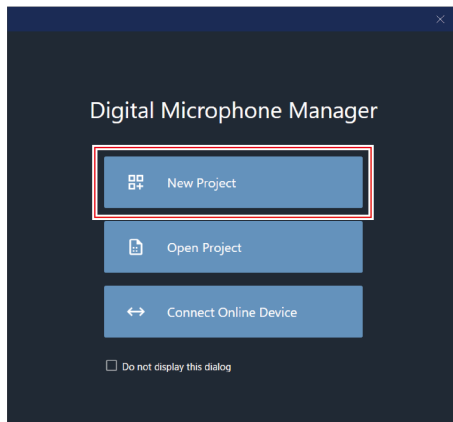 Digital Microphone Manager
New Project
Open Project
Connect Online Device
Do not display this dialog